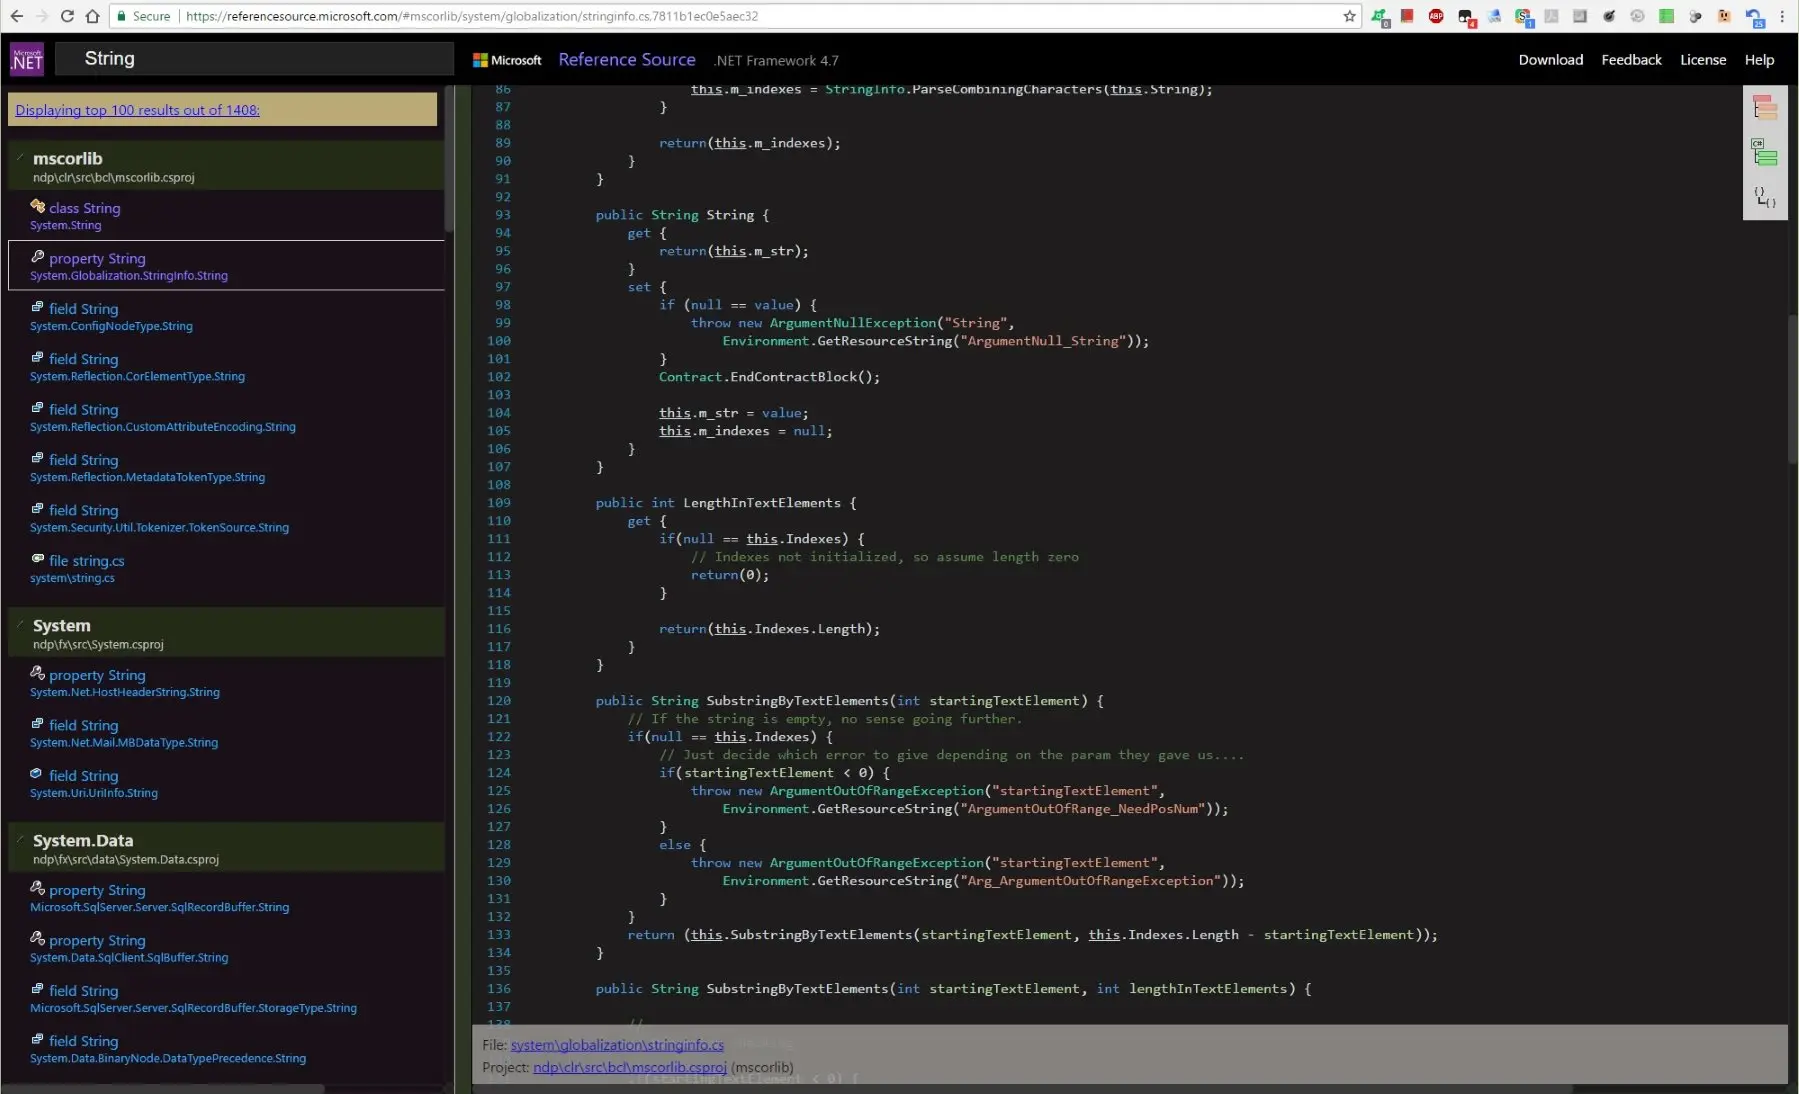 Secure
https://referencesource.microsoft.com/#mscorlib/system/globalization/stringinfo.cs.7811b1ec0e5aec32
Microsoft
.NET
String
Microsoft
Reference Source
.NET Framework 4.7
Download
Feedback
License
Help
Displaying top 100 results out of 1408:
mscorlib
ndp\clr\src\bcl\mscorlib.csproj
class String
System.String
property String
System.Globalization.StringInfo.String
field String
System.ConfigNodeType.String
field String
System.Reflection.CorElementType.String
field String
System.Reflection.CustomAttributeEncoding.String
field String
System.Reflection.MetadataTokenType.String
field String
System.Security.Util.Tokenizer.TokenSource.String
file string.cs
system\string.cs
System
ndp\fx\src\System.csproj
property String
System.Net.HostHeaderString.String
field String
System.Net.Mail.MBDataType.String
field String
System.Uri.UriInfo.String
System.Data
ndp\fx\src\data\System.Data.csproj
property String
Microsoft.SqlServer.Server.SqlRecordBuffer.String
property String
System.Data.SqlClient.SqlBuffer.String
field String
Microsoft.SqlServer.Server.SqlRecordBuffer.StorageType.String
field String
System.Data.BinaryNode.DataTypePrecedence.String
86 this.m_indexes = StringInfo.ParseCombiningCharacters(this.String);
87 }
88
89 return(this.m_indexes);
90 }
91 }
92
93 public String String {
94 get {
95 return(this.m_str);
96 }
97 set {
98 if (null == value) {
99 throw new ArgumentNullException("String",
100 Environment.GetResourceString("ArgumentNull_String"));
101 }
102 Contract.EndContractBlock();
103
104 this.m_str = value;
105 this.m_indexes = null;
106 }
107 }
108
109 public int LengthInTextElements {
110 get {
111 if(null == this.Indexes) {
112 // Indexes not initialized, so assume length zero
113 return(0);
114 }
115
116 return(this.Indexes.Length);
117 }
118 }
119
120 public String SubstringByTextElements(int startingTextElement) {
121 // If the string is empty, no sense going further.
122 if(null == this.Indexes) {
123 // Just decide which error to give depending on the param they gave us....
124 if(startingTextElement < 0) {
125 throw new ArgumentOutOfRangeException("startingTextElement",
126 Environment.GetResourceString("ArgumentOutOfRange_NeedPosNum"));
127 }
128 else {
129 throw new ArgumentOutOfRangeException("startingTextElement",
130 Environment.GetResourceString("Arg_ArgumentOutOfRangeException"));
131 }
132 }
133 return (this.SubstringByTextElements(startingTextElement, this.Indexes.Length - startingTextElement));
134 }
135
136 public String SubstringByTextElements(int startingTextElement, int lengthInTextElements) {
137
138 //
File: system\globalization\stringinfo.cs
Project: ndp\clr\src\bcl\mscorlib.csproj (mscorlib)